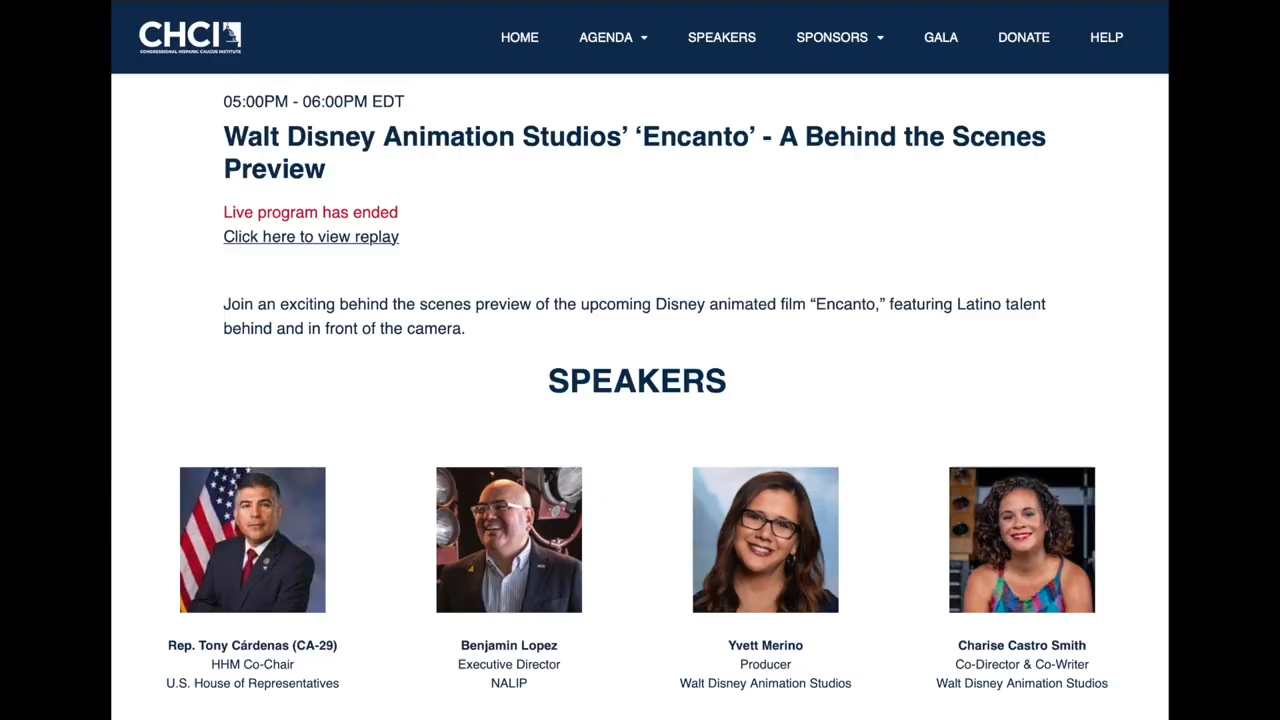 CHCI
CONGRESSIONAL HISPANIC CAUCUS INSTITUTE
HOME AGENDA SPEAKERS SPONSORS GALA DONATE HELP
05:00PM - 06:00PM EDT
Walt Disney Animation Studios’ ‘Encanto’ - A Behind the Scenes
Preview
Live program has ended
Click here to view replay
Join an exciting behind the scenes preview of the upcoming Disney animated film “Encanto,” featuring Latino talent
behind and in front of the camera.
SPEAKERS
Rep. Tony Cárdenas (CA-29)
HHM Co-Chair
U.S. House of Representatives
Benjamin Lopez
Executive Director
NALIP
Yvett Merino
Producer
Walt Disney Animation Studios
Charise Castro Smith
Co-Director & Co-Writer
Walt Disney Animation Studios